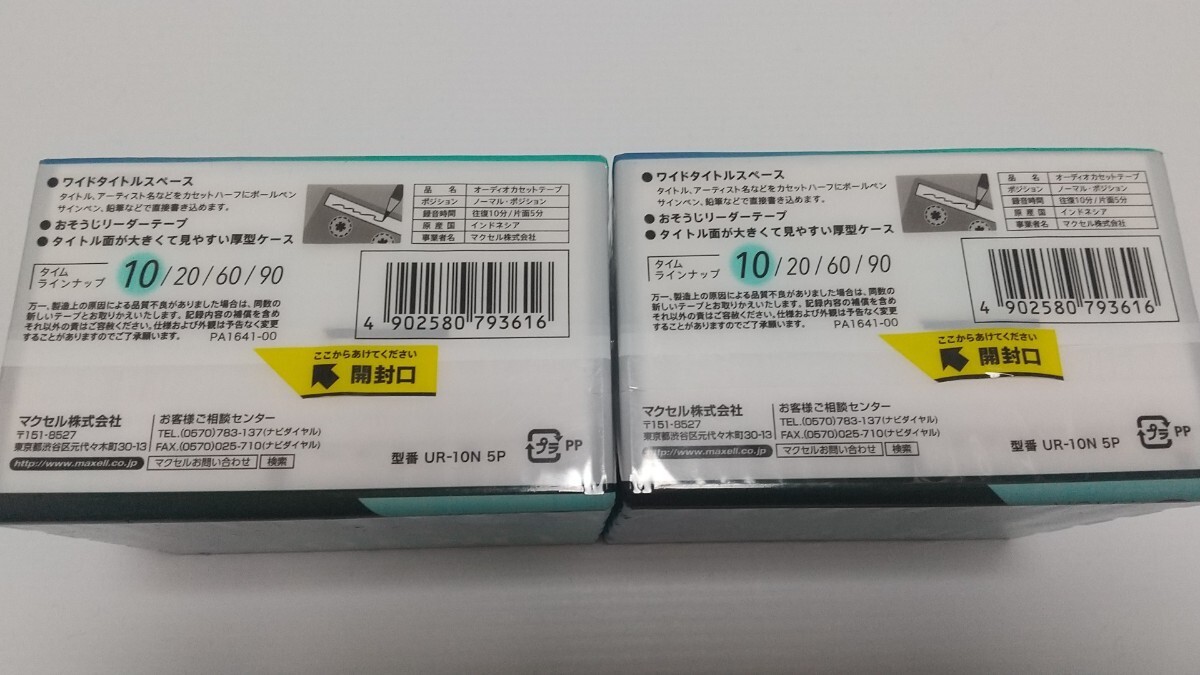 ● ワイドタイトルスペース
タイトル、アーティスト名などをカセットハーフにボールペン
サインペン、鉛筆などで直接書き込めます。
● おそうじリーダーテープ
● タイトル面が大きくて見やすい厚型ケース
品 名 オーディオカセットテープ
ポジション ノーマル・ポジション
録音時間 往復10分/片面5分
原産国 インドネシア
事業者名 マクセル株式会社
タイム
ラインナップ
10/20/60/90
万一、製造上の原因による品質不良がありました場合は、同数の
新しいテープとお取りかえいたします。記録内容の補償を含め
それ以外の責はご容赦ください。仕様および外観は予告なく変更
することがありますのでご了承願います。 PA1641-00
4 902580 793616
ここからあけてください
開封口
マクセル株式会社
〒151-8527
東京都渋谷区元代々木町30-13
http://www.maxell.co.jp
お客様ご相談センター
TEL.(0570)783-137(ナビダイヤル)
FAX.(0570)025-710(ナビダイヤル)
マクセルお問い合わせ 検索
型番 UR-10N 5P
プラ PP
● ワイドタイトルスペース
タイトル、アーティスト名などをカセットハーフにボールペン
サインペン、鉛筆などで直接書き込めます。
● おそうじリーダーテープ
● タイトル面が大きくて見やすい厚型ケース
品 名 オーディオカセットテープ
ポジション ノーマル・ポジション
録音時間 往復10分/片面5分
原産国 インドネシア
事業者名 マクセル株式会社
タイム
ラインナップ
10/20/60/90
万一、製造上の原因による品質不良がありました場合は、同数の
新しいテープとお取りかえいたします。記録内容の補償を含め
それ以外の責はご容赦ください。仕様および外観は予告なく変更
することがありますのでご了承願います。 PA1641-00
4 902580 793616
ここからあけてください
開封口
マクセル株式会社
〒151-8527
東京都渋谷区元代々木町30-13
http://www.maxell.co.jp
お客様ご相談センター
TEL.(0570)783-137(ナビダイヤル)
FAX.(0570)025-710(ナビダイヤル)
マクセルお問い合わせ 検索
型番 UR-10N 5P
プラ PP